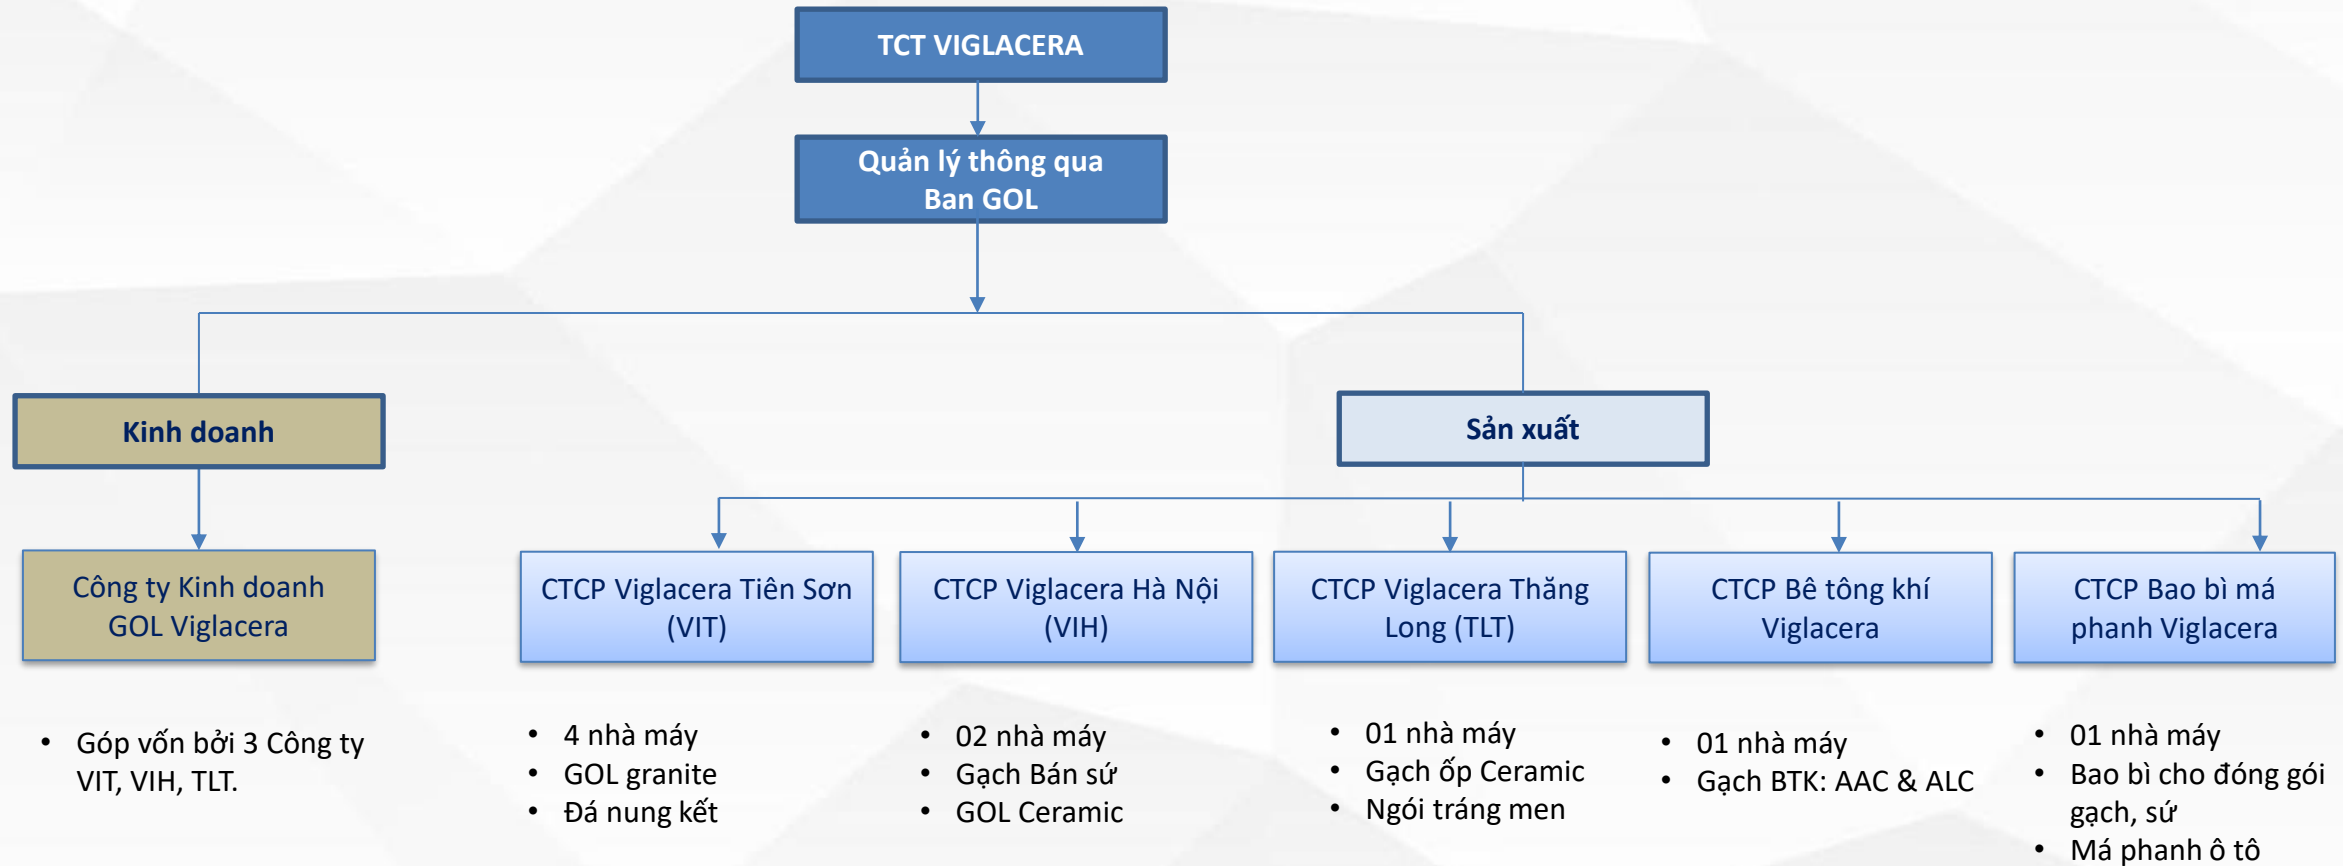 TCT VIGLACERA
Quản lý thông qua
Ban GOL
Kinh doanh
Sản xuất
Công ty Kinh doanh
GOL Viglacera
CTCP Viglacera Tiên Sơn
(VIT)
CTCP Viglacera Hà Nội
(VIH)
CTCP Viglacera Thăng
Long (TLT)
CTCP Bê tông khí
Viglacera
CTCP Bao bì má
phanh Viglacera
• Góp vốn bởi 3 Công ty
VIT, VIH, TLT.
• 4 nhà máy
• GOL granite
• Đá nung kết
• 02 nhà máy
• Gạch Bán sứ
• GOL Ceramic
• 01 nhà máy
• Gạch ốp Ceramic
• Ngói tráng men
• 01 nhà máy
• Gạch BTK: AAC & ALC
• 01 nhà máy
• Bao bì cho đóng gói
gạch, sứ
• Má phanh ô tô